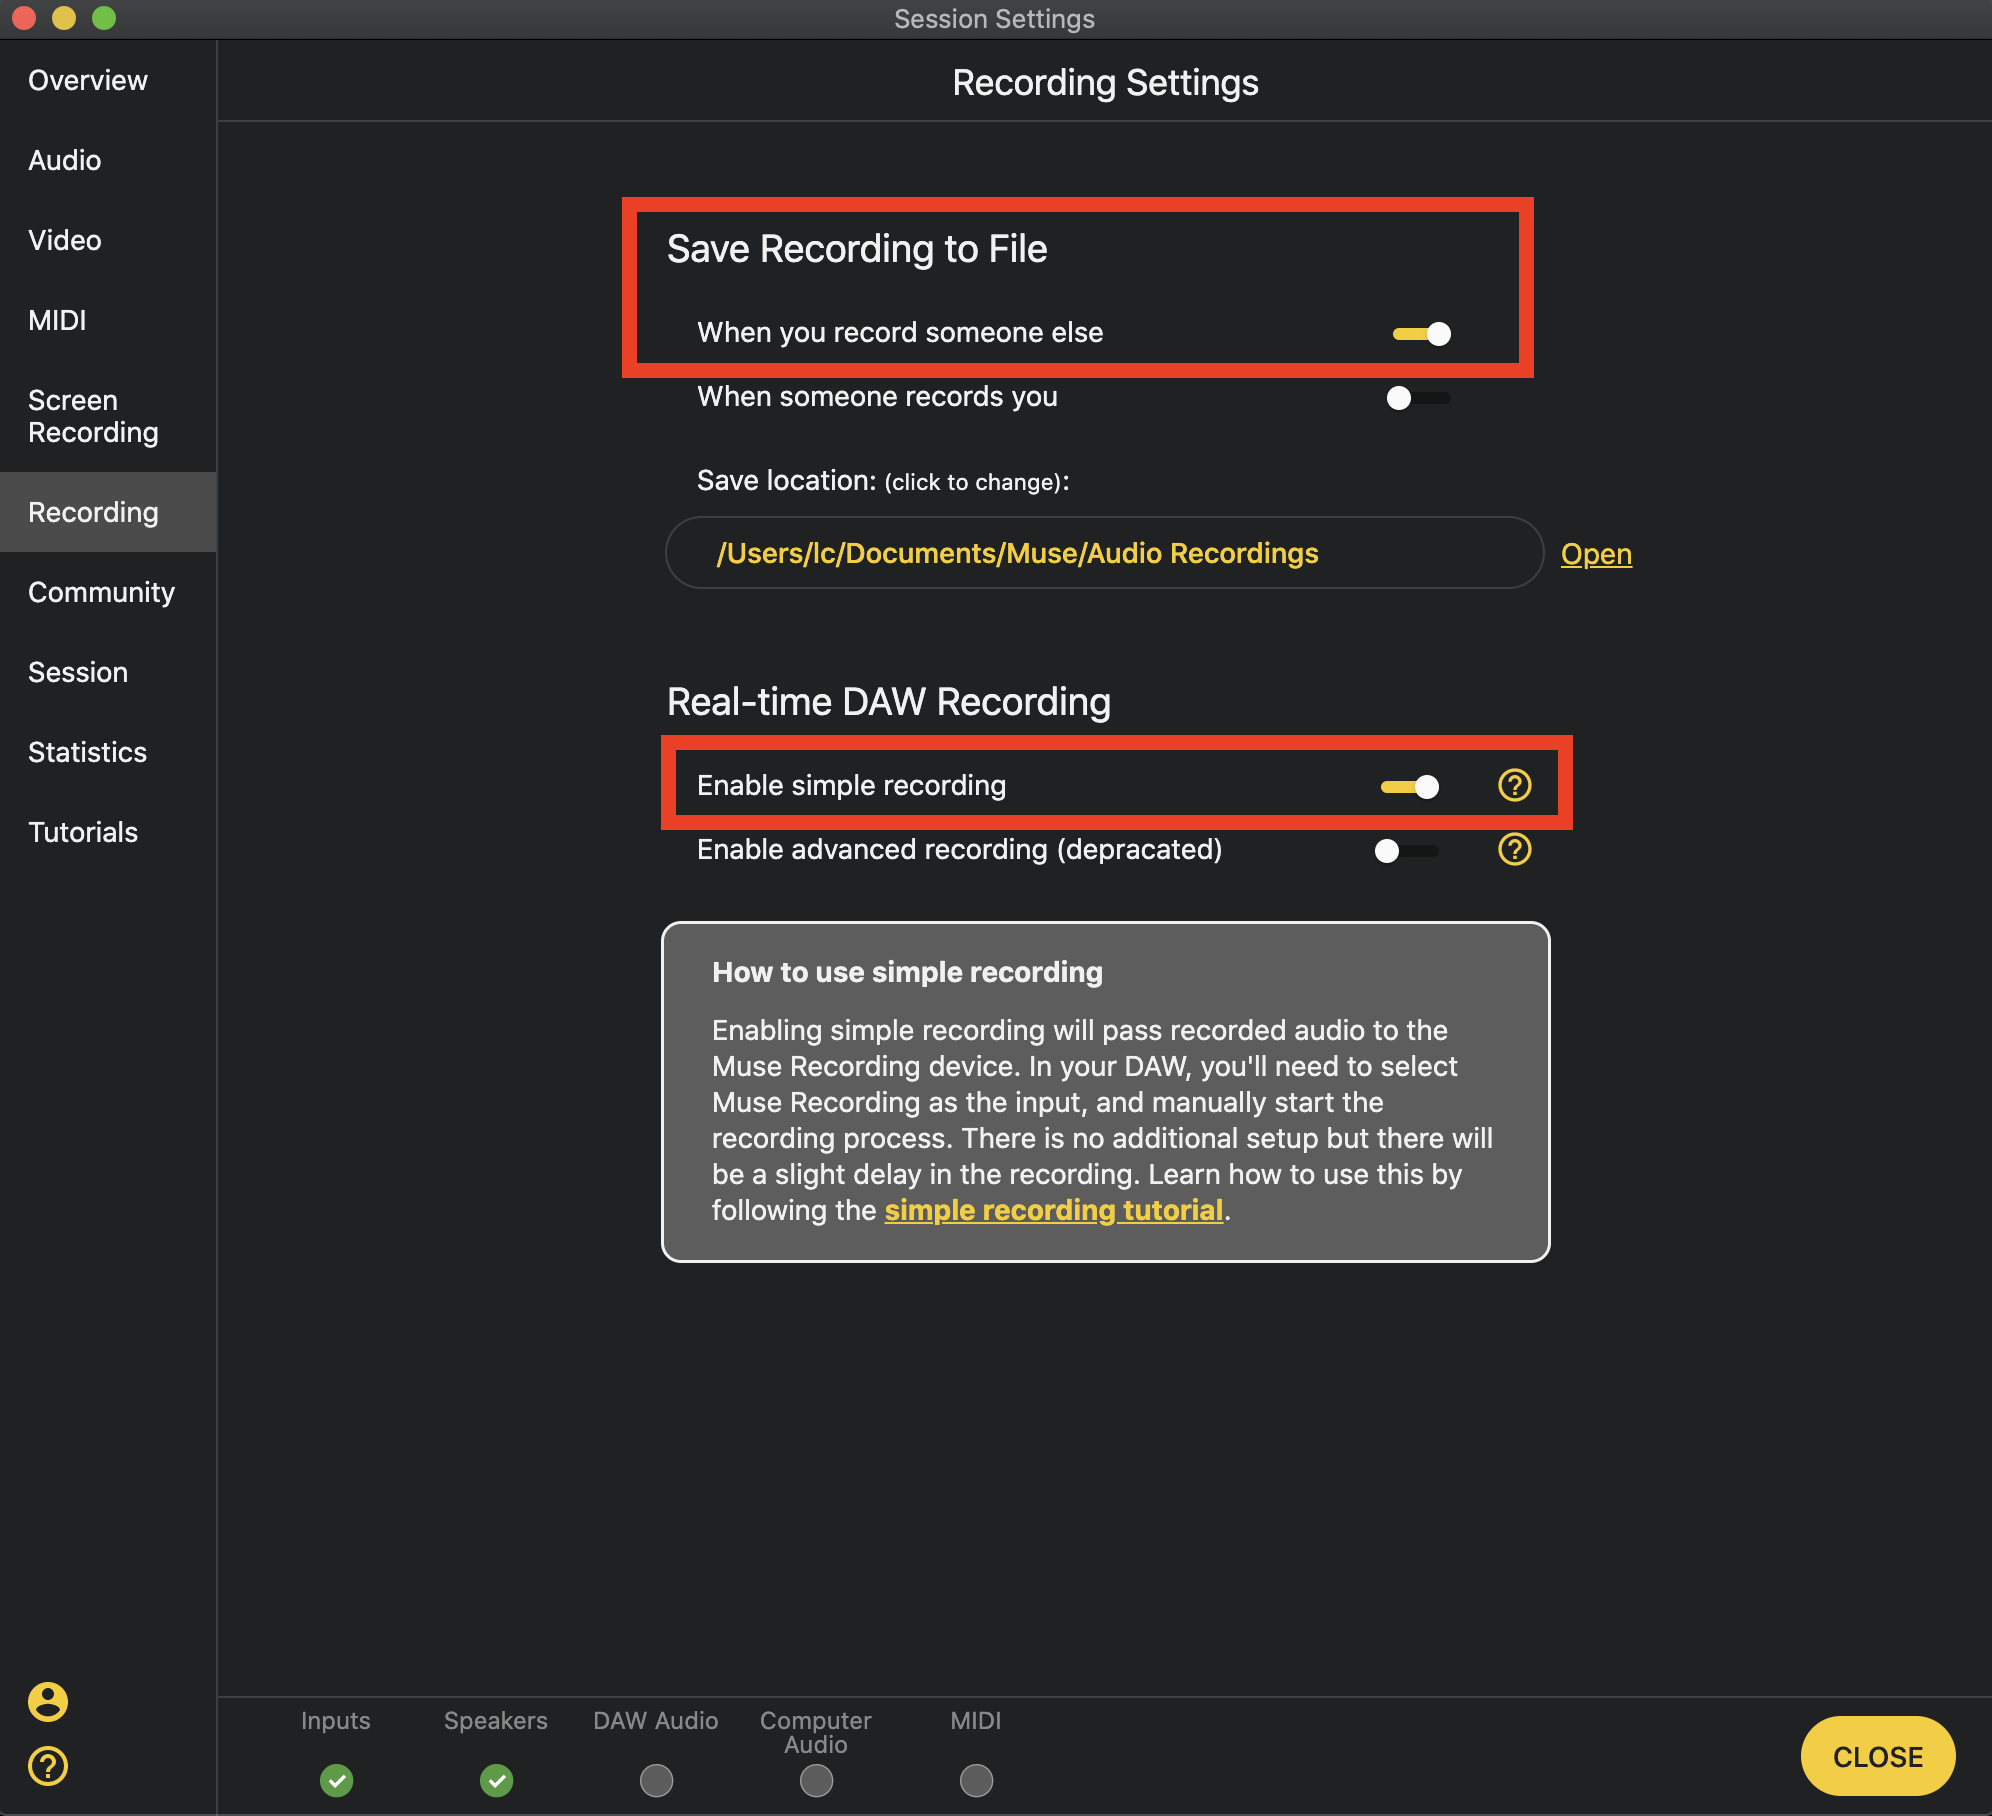 Session Settings
Overview
Audio
Video
MIDI
Screen
Recording
Recording
Community
Session
Statistics
Tutorials
Recording Settings
Save Recording to File
When you record someone else
When someone records you
Save location: (click to change):
/Users/lc/Documents/Muse/Audio Recordings
Open
Real-time DAW Recording
Enable simple recording
?
Enable advanced recording (depracated)
?
How to use simple recording
Enabling simple recording will pass recorded audio to the
Muse Recording device. In your DAW, you'll need to select
Muse Recording as the input, and manually start the
recording process. There is no additional setup but there will
be a slight delay in the recording. Learn how to use this by
following the simple recording tutorial.
?
Inputs
Speakers
DAW Audio
Computer
Audio
MIDI
CLOSE